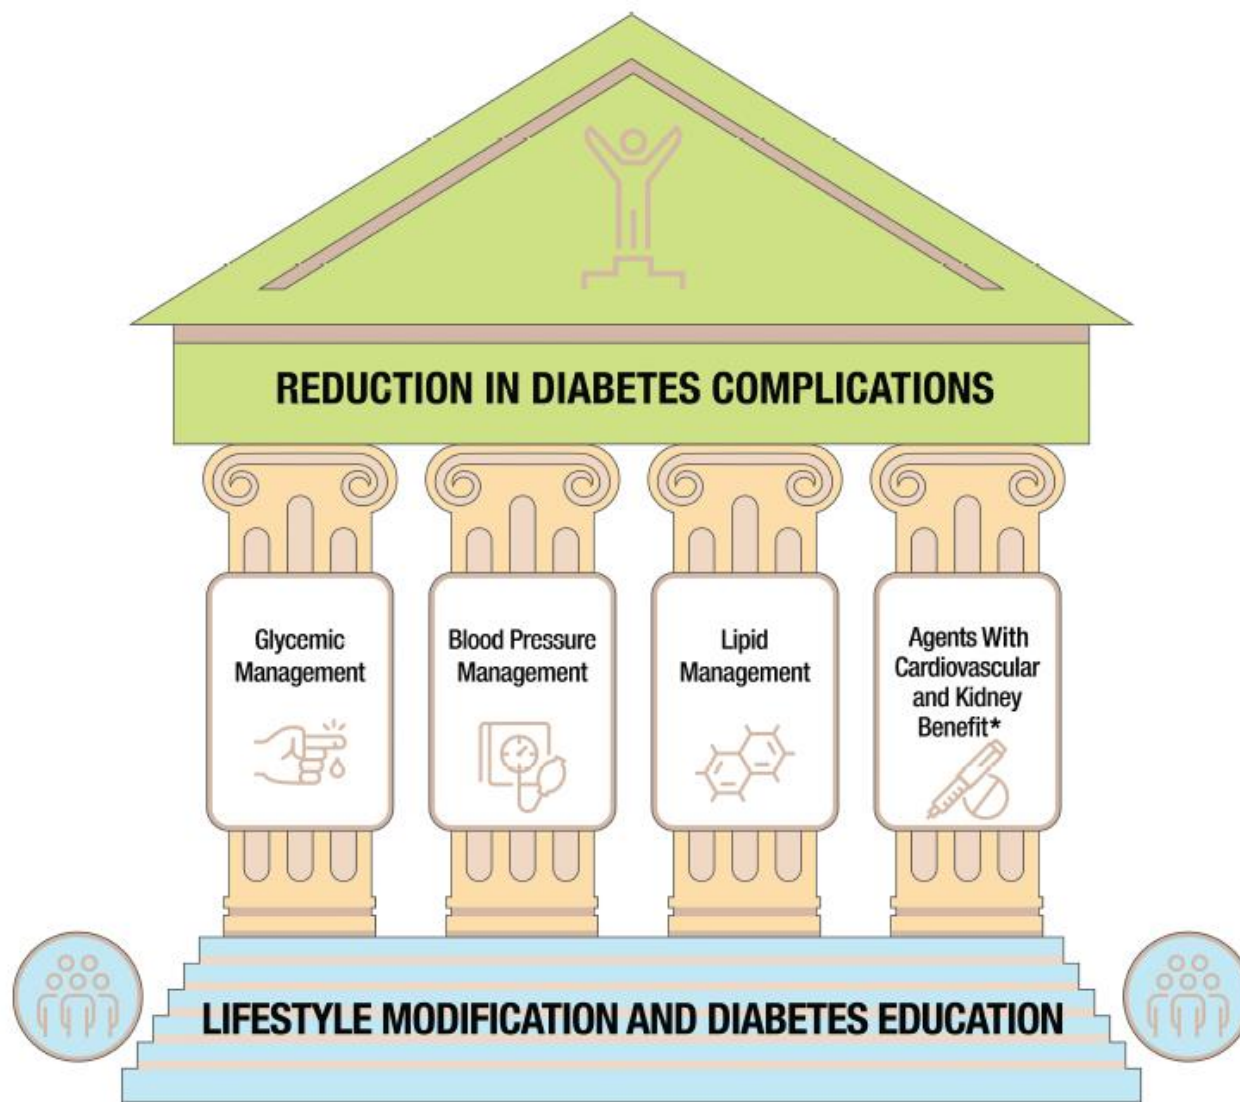 REDUCTION IN DIABETES COMPLICATIONS
Glycemic
Management
Blood Pressure
Management
Lipid
Management
Agents With
Cardiovascular
and Kidney
Benefit*
LIFESTYLE MODIFICATION AND DIABETES EDUCATION